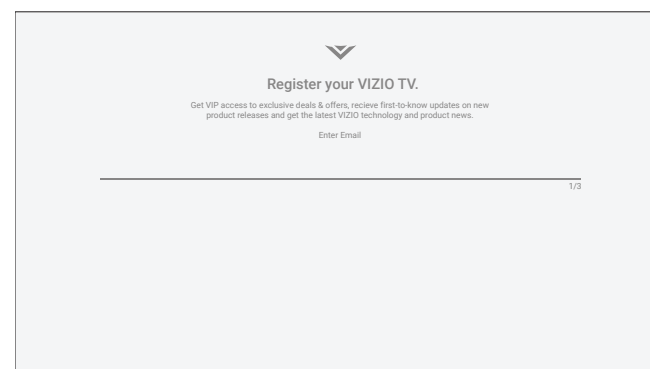 Register your VIZIO TV.
Get VIP access to exclusive deals & offers, recieve first-to-know updates on new
product releases and get the latest VIZIO technology and product news.
Enter Email
1/3